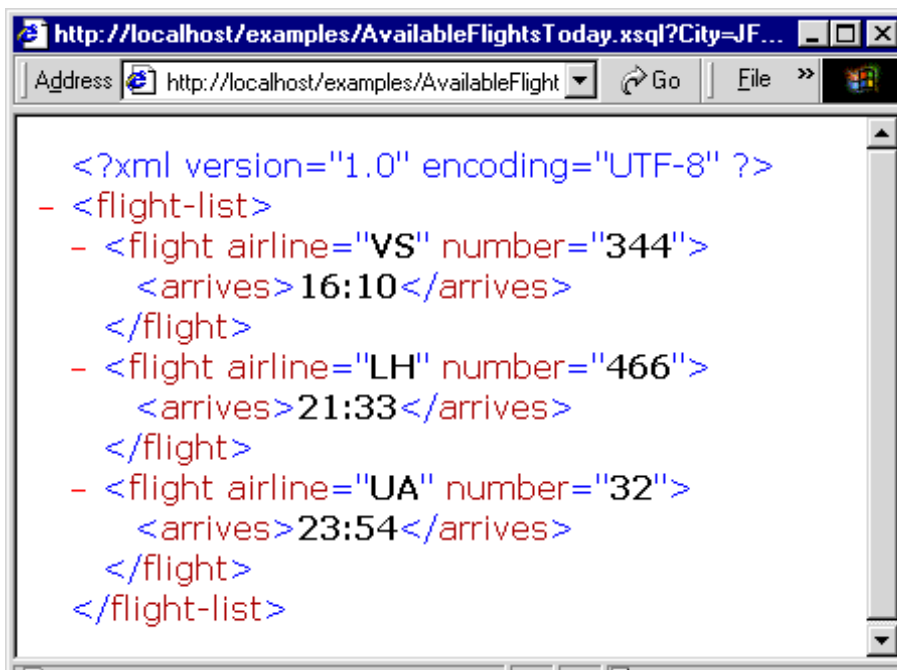 http://localhost/examples/AvailableFlightsToday.xsql?City=JF...
Address http://localhost/examples/AvailableFlight Go File »
<?xml version="1.0" encoding="UTF-8" ?>
– <flight-list>
– <flight airline="VS" number="344">
<arrives>16:10</arrives>
</flight>
– <flight airline="LH" number="466">
<arrives>21:33</arrives>
</flight>
– <flight airline="UA" number="32">
<arrives>23:54</arrives>
</flight>
</flight-list>